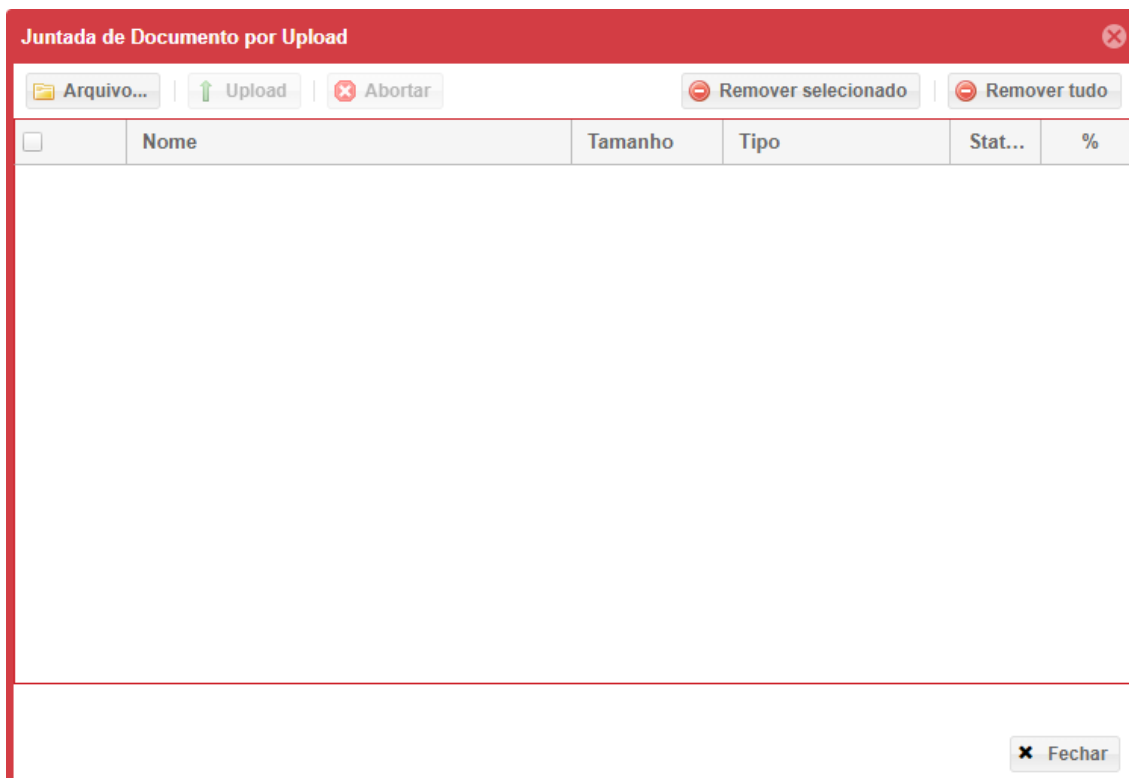 Juntada de Documento por Upload
Arquivo... Upload Abortar Remover selecionado Remover tudo
Nome Tamanho Tipo Stat... %
Fechar